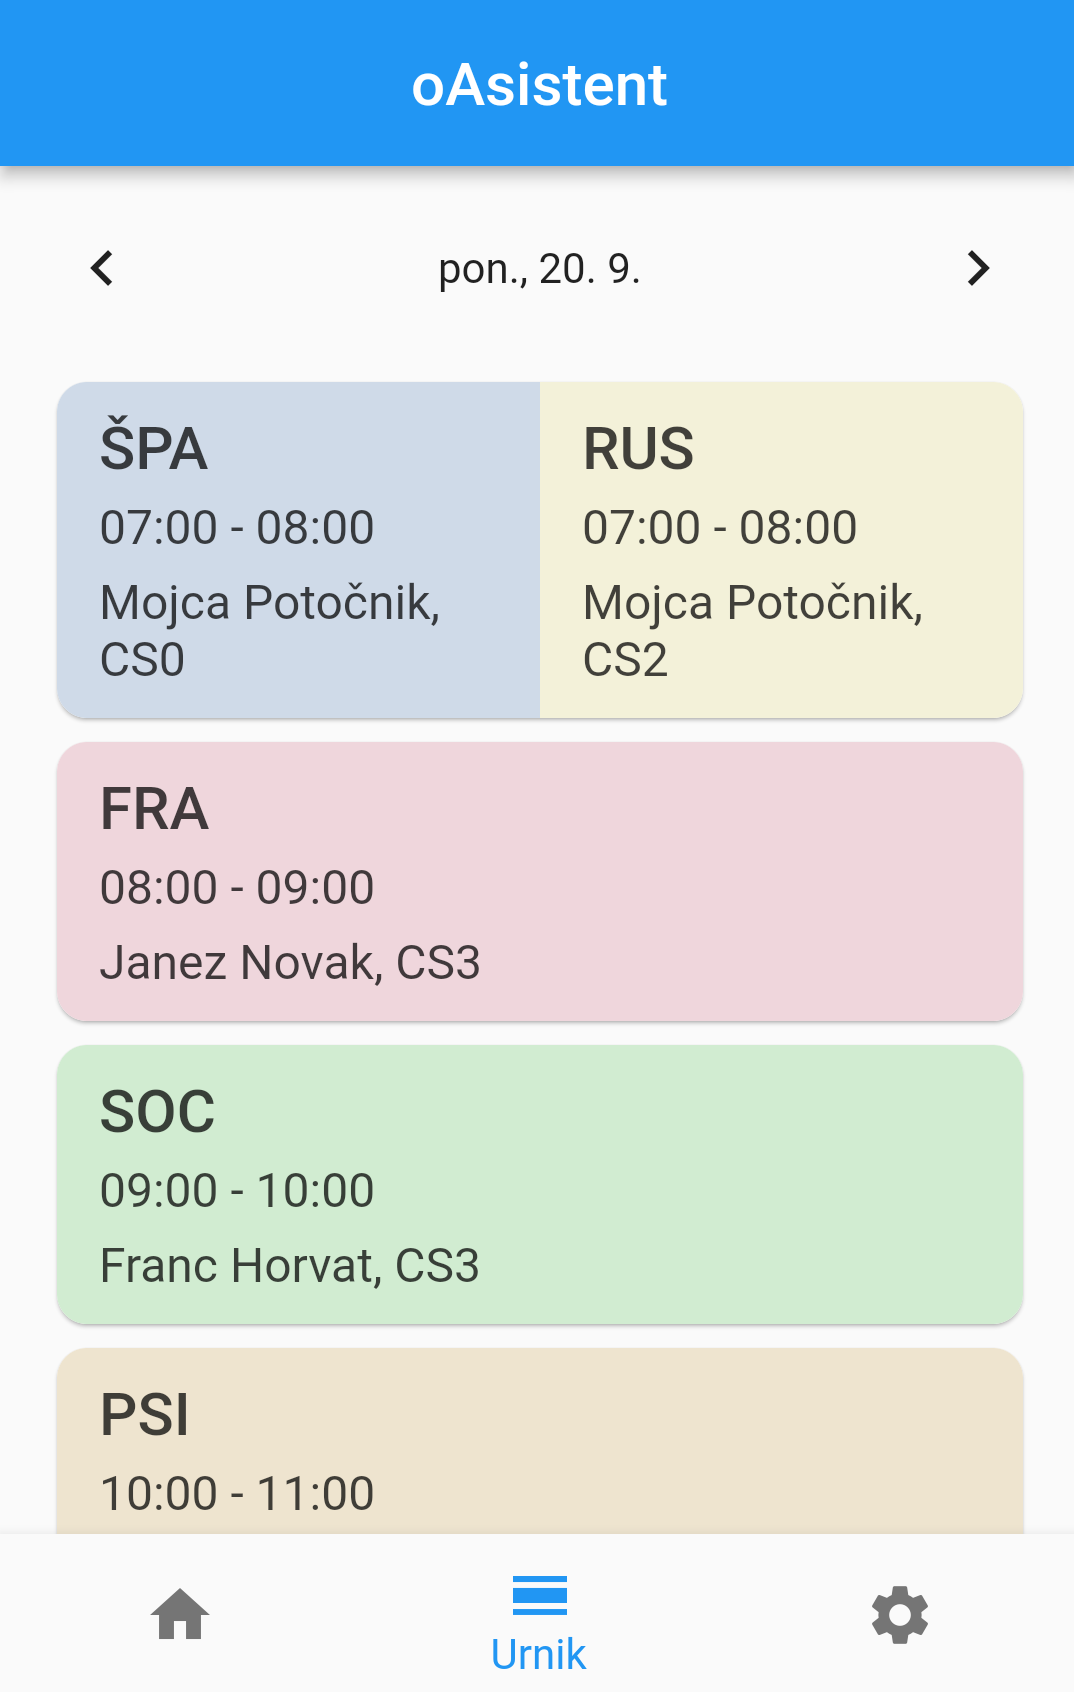 oAsistent
pon., 20. 9.
ŠPA
07:00 - 08:00
Mojca Potočnik,
CS0
RUS
07:00 - 08:00
Mojca Potočnik,
CS2
FRA
08:00 - 09:00
Janez Novak, CS3
SOC
09:00 - 10:00
Franc Horvat, CS3
PSI
10:00 - 11:00
Urnik